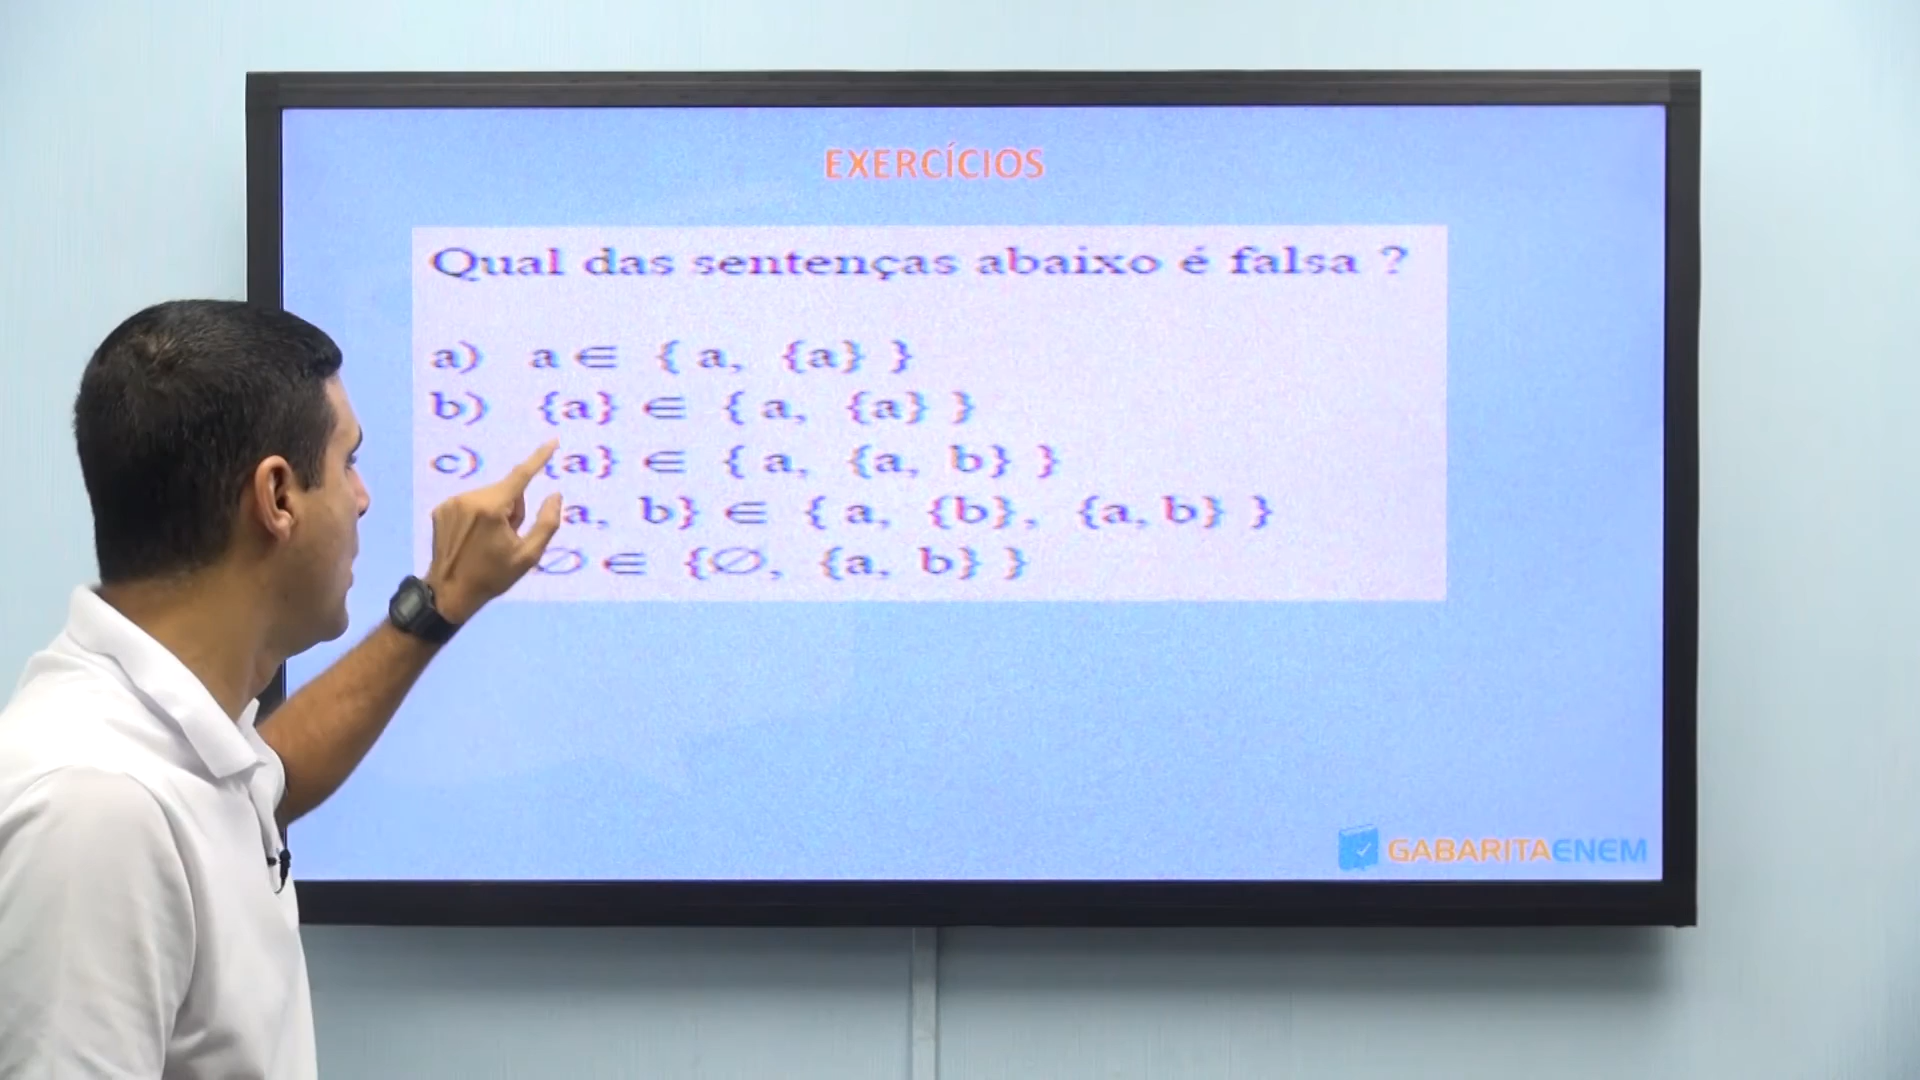 EXERCÍCIOS
Qual das sentenças abaixo é falsa ?
a) a ∈ { a, {a} }
b) {a} ∈ { a, {a} }
c) {a} ∈ { a, {a, b} }
a, b} ∈ { a, {b}, {a, b} }
∅ ∈ {∅, {a, b} }
GABARITAENEM